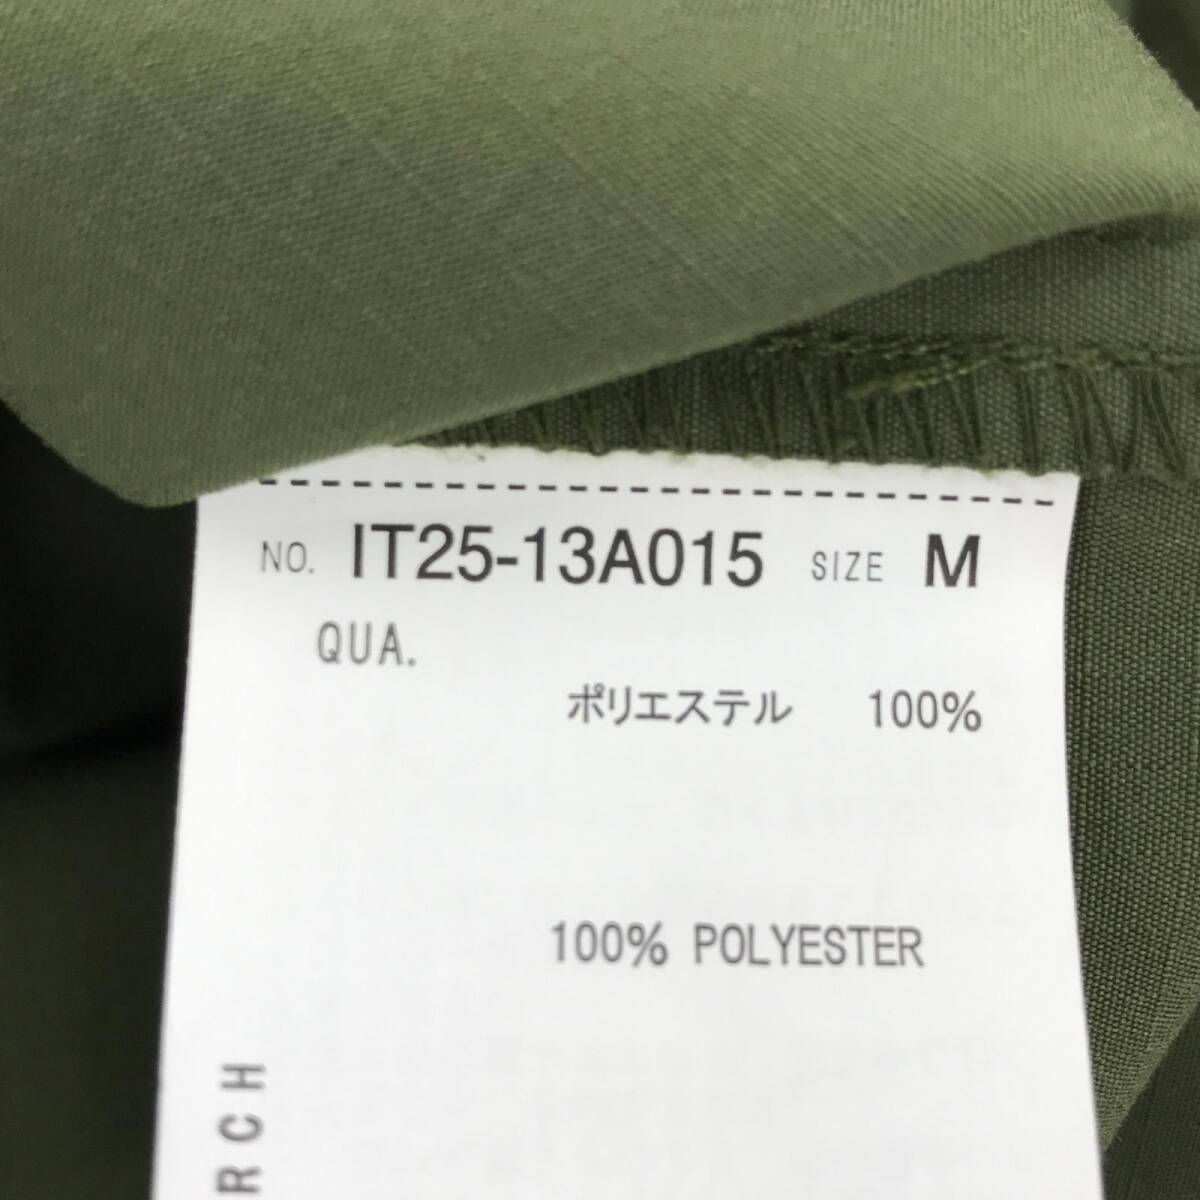 NO. IT25-13A015 SIZE M
QUA.
ポリエステル 100%
100% POLYESTER
RCH